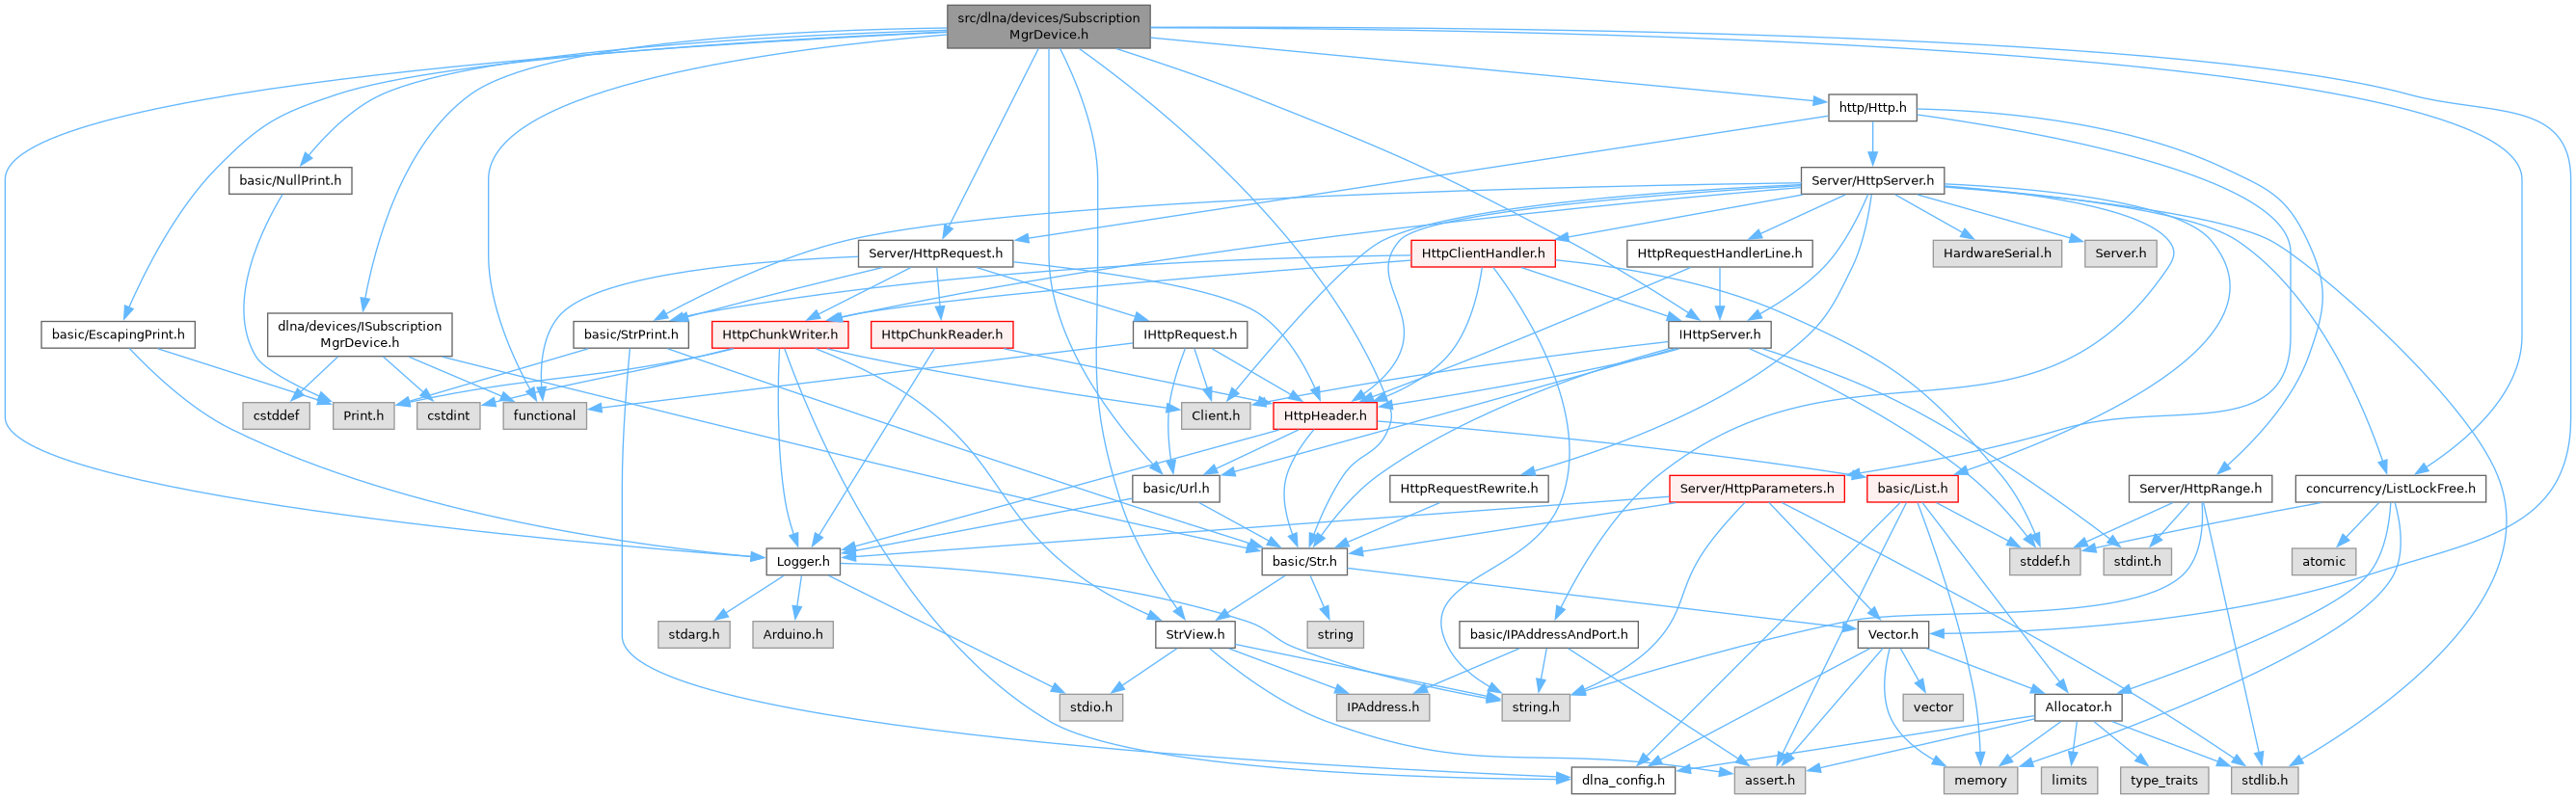 src/dlna/devices/Subscription
MgrDevice.h
http/Http.h
basic/NullPrint.h
Server/HttpServer.h
Server/HttpRequest.h
HttpClientHandler.h
HttpRequestHandlerLine.h
HardwareSerial.h
Server.h
basic/EscapingPrint.h
dlna/devices/ISubscription
MgrDevice.h
basic/StrPrint.h
HttpChunkWriter.h
HttpChunkReader.h
IHttpRequest.h
IHttpServer.h
cstddef
Print.h
cstdint
functional
Client.h
HttpHeader.h
basic/Url.h
HttpRequestRewrite.h
Server/HttpParameters.h
basic/List.h
Server/HttpRange.h
concurrency/ListLockFree.h
Logger.h
basic/Str.h
stddef.h
stdint.h
atomic
stdarg.h
Arduino.h
StrView.h
string
basic/IPAddressAndPort.h
Vector.h
stdio.h
IPAddress.h
string.h
vector
Allocator.h
dlna_config.h
assert.h
memory
limits
type_traits
stdlib.h